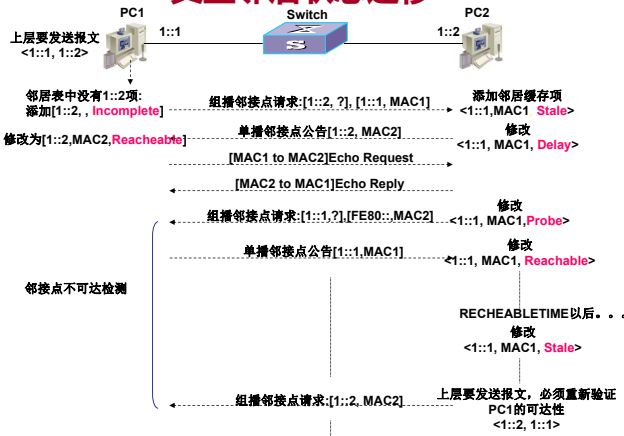 PC1
Switch
PC2
上层要发送报文
<1::1, 1::2>
1::1
1::2
S
邻居表中没有1::2项:
添加[1::2, , Incomplete]
组播邻接点请求:[1::2, ?], [1::1, MAC1]
添加邻居缓存项
<1::1,MAC1 Stale>
修改为[1::2,MAC2,Reacheable]
单播邻接点公告[1::2, MAC2]
修改
<1::1, MAC1, Delay>
[MAC1 to MAC2]Echo Request
[MAC2 to MAC1]Echo Reply
组播邻接点请求:[1::1,?],[FE80::,MAC2]
修改
<1::1, MAC1,Probe>
单播邻接点公告[1::1,MAC1]
修改
<1::1, MAC1, Reachable>
邻接点不可达检测
RECHEABLETIME以后。。。
修改
<1::1, MAC1, Stale>
组播邻接点请求:[1::2, MAC2]
上层要发送报文，必须重新验证
PC1的可达性
<1::2, 1::1>